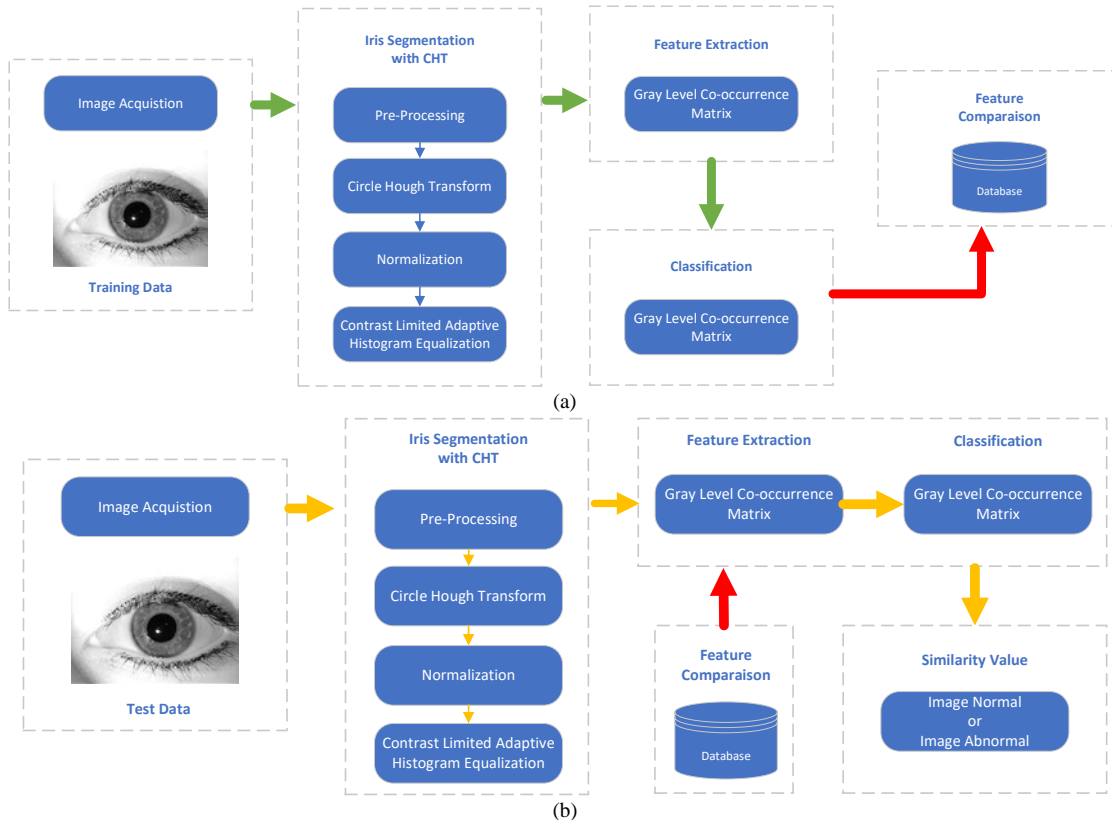 Image Acquistion
Training Data
Iris Segmentation
with CHT
Pre-Processing
Circle Hough Transform
Normalization
Contrast Limited Adaptive
Histogram Equalization
Feature Extraction
Gray Level Co-occurrence
Matrix
Classification
Gray Level Co-occurrence
Matrix
Feature
Comparaison
Database
(a)
Image Acquistion
Test Data
Iris Segmentation
with CHT
Pre-Processing
Circle Hough Transform
Normalization
Contrast Limited Adaptive
Histogram Equalization
Feature Extraction
Gray Level Co-occurrence
Matrix
Classification
Gray Level Co-occurrence
Matrix
Feature
Comparaison
Database
Similarity Value
Image Normal
or
Image Abnormal
(b)